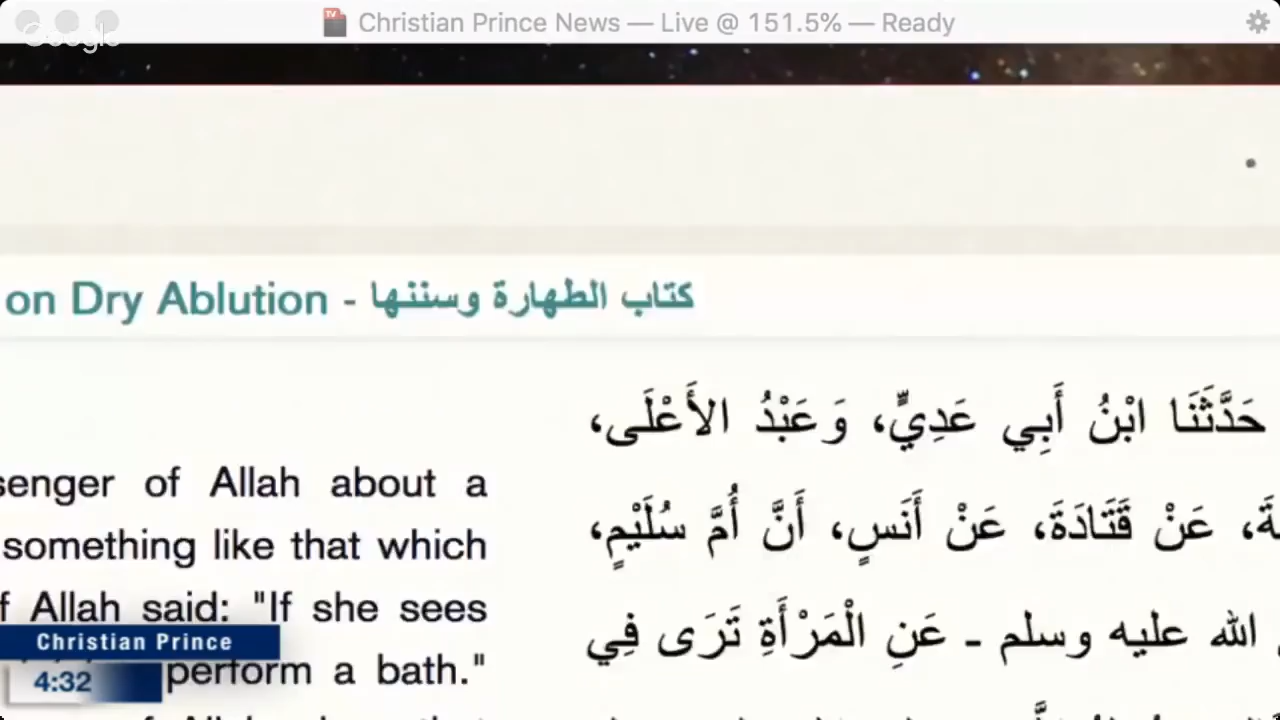 Christian Prince News — Live @ 151.5% — Ready
Google
on Dry Ablution - كتاب الطهارة وسننها
حَدَّثَنَا ابْنُ أَبِي عَدِيٍّ، وَعَبْدُ الأَعْلَى،
senger of Allah about a
عَنْ قَتَادَةَ، عَنْ أَنَسٍ، أَنَّ أُمَّ سُلَيْمٍ،
something like that which
f Allah said: "If she sees
الله عليه وسلم ـ عَنِ الْمَرْأَةِ تَرَى فِي
Christian Prince
perform a bath."
4:32